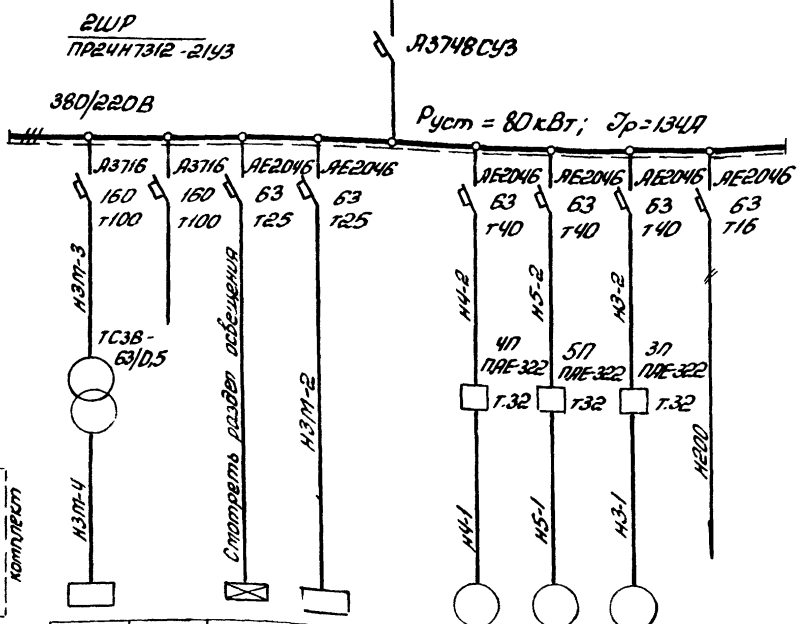 2ШР
ПР24Н7312-21У3
А3748СУ3
380/220В
Руст = 80кВт; Iр=134А
А3716
160
т100
А3716
160
т100
АЕ2046
63
т25
АЕ2046
63
т25
АЕ2046
63
т40
АЕ2046
63
т40
АЕ2046
63
т40
АЕ2046
63
т16
н3м-3
ТСЗВ-
63/0,5
н3м-4
Смотреть раздел освещения
н3м-2
н4-2
4П
ПАЕ-322
т.32
н4-1
н5-2
5П
ПАЕ-322
т32
н5-1
н3-2
3П
ПАЕ-322
т.32
н3-1
н200
комплект